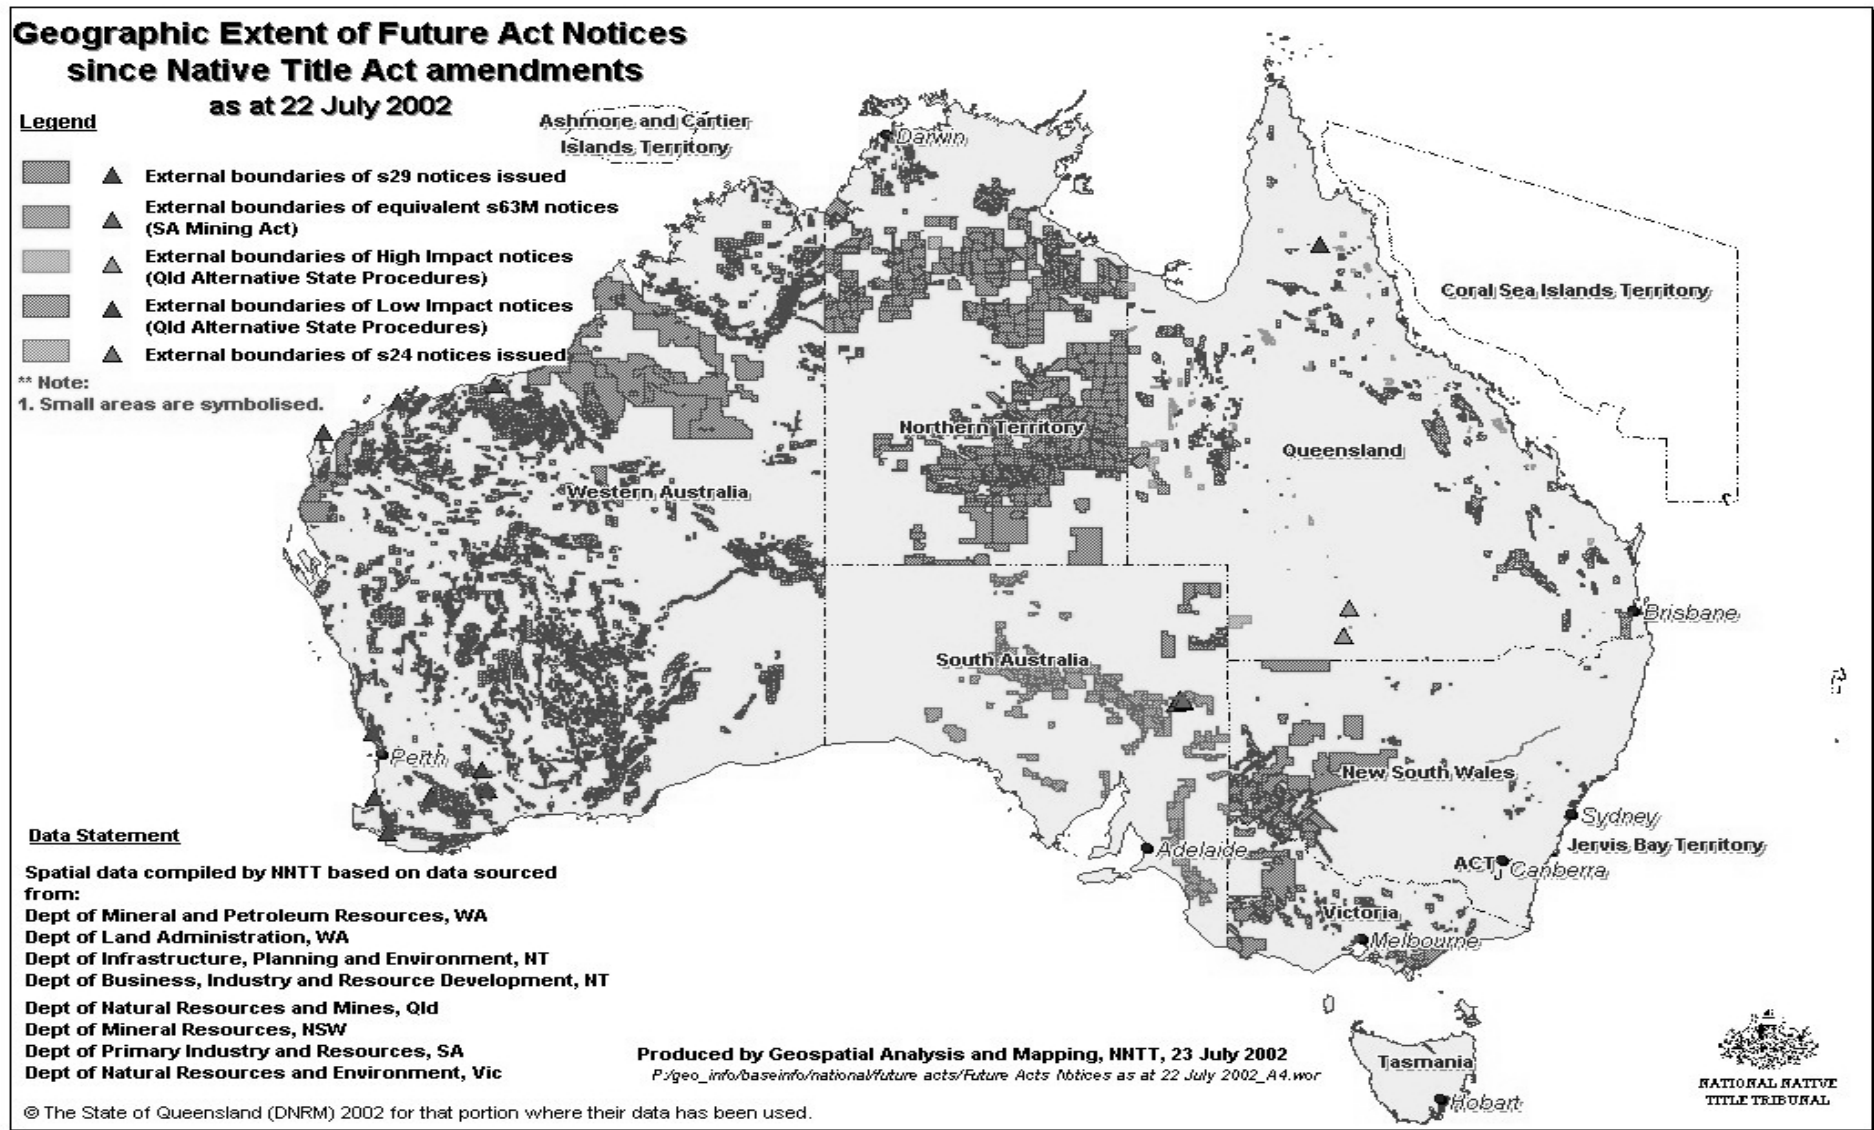 Geographic Extent of Future Act Notices
since Native Title Act amendments
as at 22 July 2002
Legend
External boundaries of s29 notices issued
External boundaries of equivalent s63M notices
(SA Mining Act)
External boundaries of High Impact notices
(Qld Alternative State Procedures)
External boundaries of Low Impact notices
(Qld Alternative State Procedures)
External boundaries of s24 notices issued
** Note:
1. Small areas are symbolised.
Ashmore and Cartier
Islands Territory
Darwin
Coral Sea Islands Territory
Northern Territory
Queensland
Western Australia
Brisbane
South Australia
Perth
New South Wales
Sydney
Jervis Bay Territory
Adelaide
ACT
Canberra
Victoria
Melbourne
Tasmania
Hobart
Data Statement
Spatial data compiled by NNTT based on data sourced
from:
Dept of Mineral and Petroleum Resources, WA
Dept of Land Administration, WA
Dept of Infrastructure, Planning and Environment, NT
Dept of Business, Industry and Resource Development, NT
Dept of Natural Resources and Mines, Qld
Dept of Mineral Resources, NSW
Dept of Primary Industry and Resources, SA
Dept of Natural Resources and Environment, Vic
© The State of Queensland (DNRM) 2002 for that portion where their data has been used.
Produced by Geospatial Analysis and Mapping, NNTT, 23 July 2002
P:/geo_info/baseinfo/national/future acts/Future Acts Notices as at 22 July 2002_A4.wor
NATIONAL NATIVE
TITLE TRIBUNAL